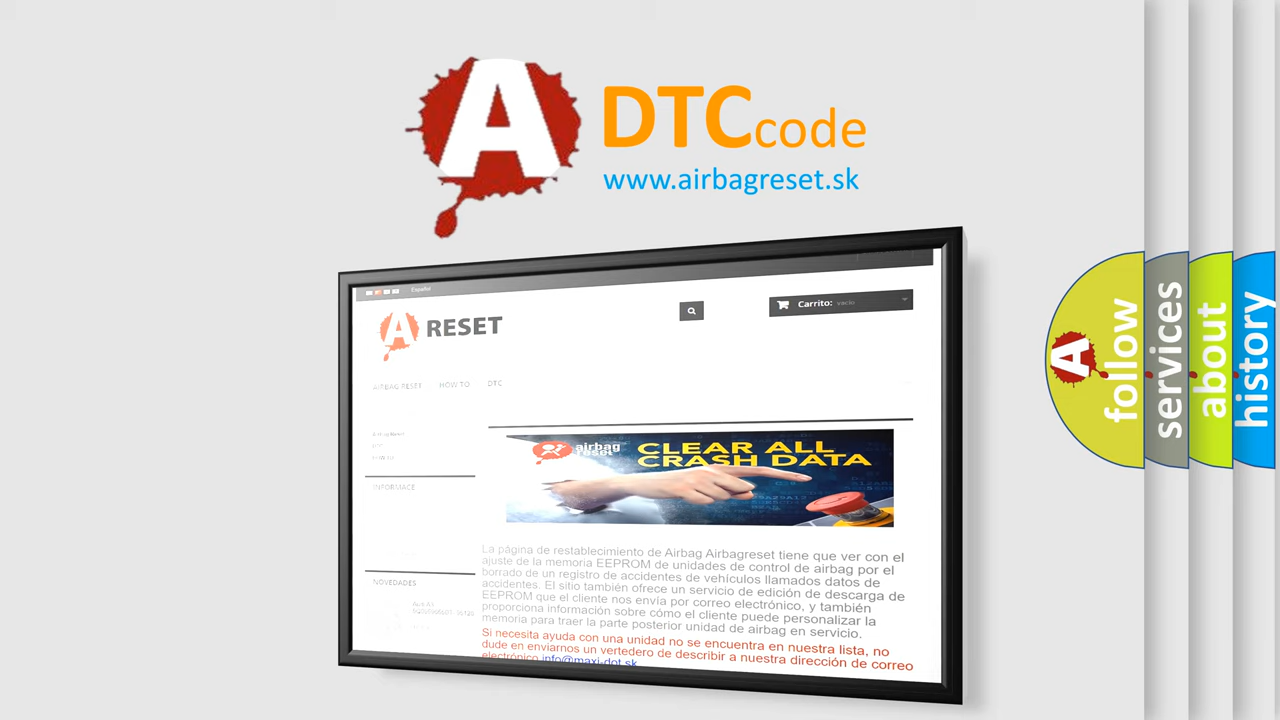 A DTCcode
www.airbagreset.sk
Español
A RESET
Carrito: vacío
AIRBAG RESET HOW TO DTC
INFORMACE
NOVEDADES
airbag
reset
CLEAR ALL
CRASH DATA
La página de restablecimiento de Airbag Airbagreset tiene que ver con el
ajuste de la memoria EEPROM de unidades de control de airbag por el
borrado de un registro de accidentes de vehículos llamados datos de
accidentes. El sitio también ofrece un servicio de edición de descarga de
EEPROM que el cliente nos envía por correo electrónico, y también
proporciona información sobre cómo el cliente puede personalizar la
memoria para traer la parte posterior unidad de airbag en servicio.
Si necesita ayuda con una unidad no se encuentra en nuestra lista, no
dude en enviarnos un vertedero de describir a nuestra dirección de correo
electrónico info@maxi-dot.sk
A follow
services
about
history